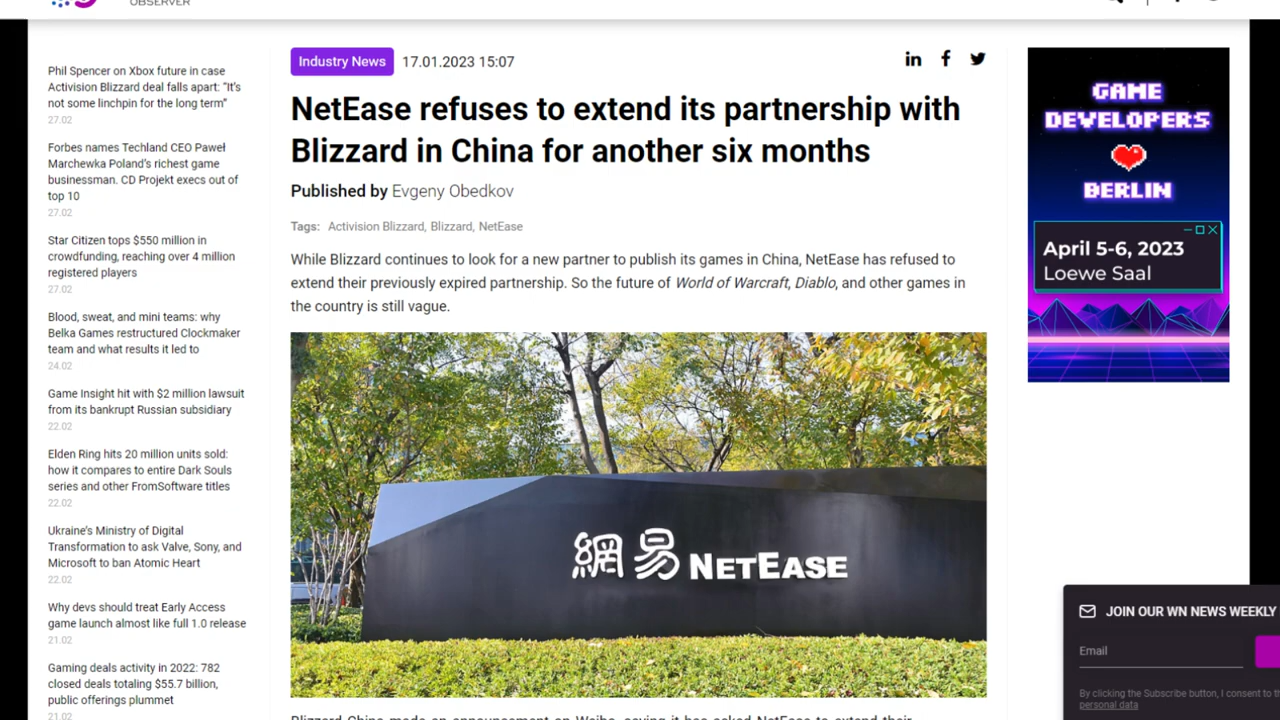 OBSERVER
Phil Spencer on Xbox future in case
Activision Blizzard deal falls apart: “It’s
not some linchpin for the long term”
27.02
Forbes names Techland CEO Paweł
Marchewka Poland’s richest game
businessman. CD Projekt execs out of
top 10
27.02
Star Citizen tops $550 million in
crowdfunding, reaching over 4 million
registered players
27.02
Blood, sweat, and mini teams: why
Belka Games restructured Clockmaker
team and what results it led to
24.02
Game Insight hit with $2 million lawsuit
from its bankrupt Russian subsidiary
22.02
Elden Ring hits 20 million units sold:
how it compares to entire Dark Souls
series and other FromSoftware titles
22.02
Ukraine’s Ministry of Digital
Transformation to ask Valve, Sony, and
Microsoft to ban Atomic Heart
22.02
Why devs should treat Early Access
game launch almost like full 1.0 release
21.02
Gaming deals activity in 2022: 782
closed deals totaling $55.7 billion,
public offerings plummet
21.02
Industry News 17.01.2023 15:07
NetEase refuses to extend its partnership with
Blizzard in China for another six months
Published by Evgeny Obedkov
Tags: Activision Blizzard, Blizzard, NetEase
While Blizzard continues to look for a new partner to publish its games in China, NetEase has refused to
extend their previously expired partnership. So the future of World of Warcraft, Diablo, and other games in
the country is still vague.
網易 NETEASE
Blizzard China made an announcement on Weibo, saying it has asked NetEase to extend their
GAME
DEVELOPERS
BERLIN
April 5-6, 2023
Loewe Saal
JOIN OUR WN NEWS WEEKLY
Email
By clicking the Subscribe button, I consent to
personal data